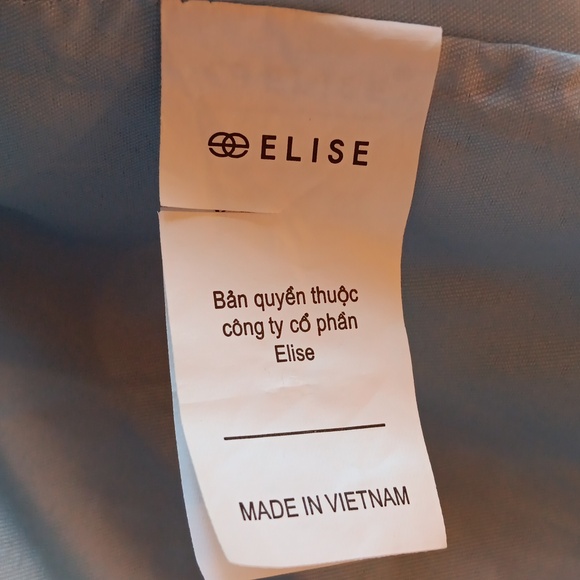 ELISE
Bản quyền thuộc
công ty cổ phần
Elise
MADE IN VIETNAM